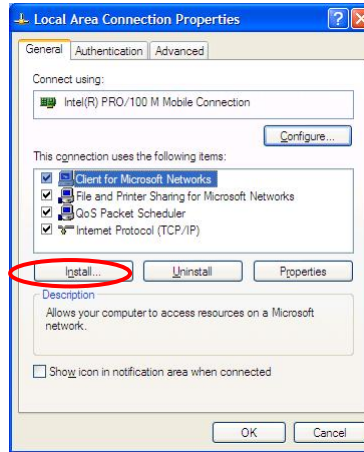 Local Area Connection Properties
General Authentication Advanced
Connect using:
Intel(R) PRO/100 M Mobile Connection
Configure...
This connection uses the following items:
Client for Microsoft Networks
File and Printer Sharing for Microsoft Networks
QoS Packet Scheduler
Internet Protocol (TCP/IP)
Install... Uninstall Properties
Description
Allows your computer to access resources on a Microsoft
network.
Show icon in notification area when connected
OK Cancel